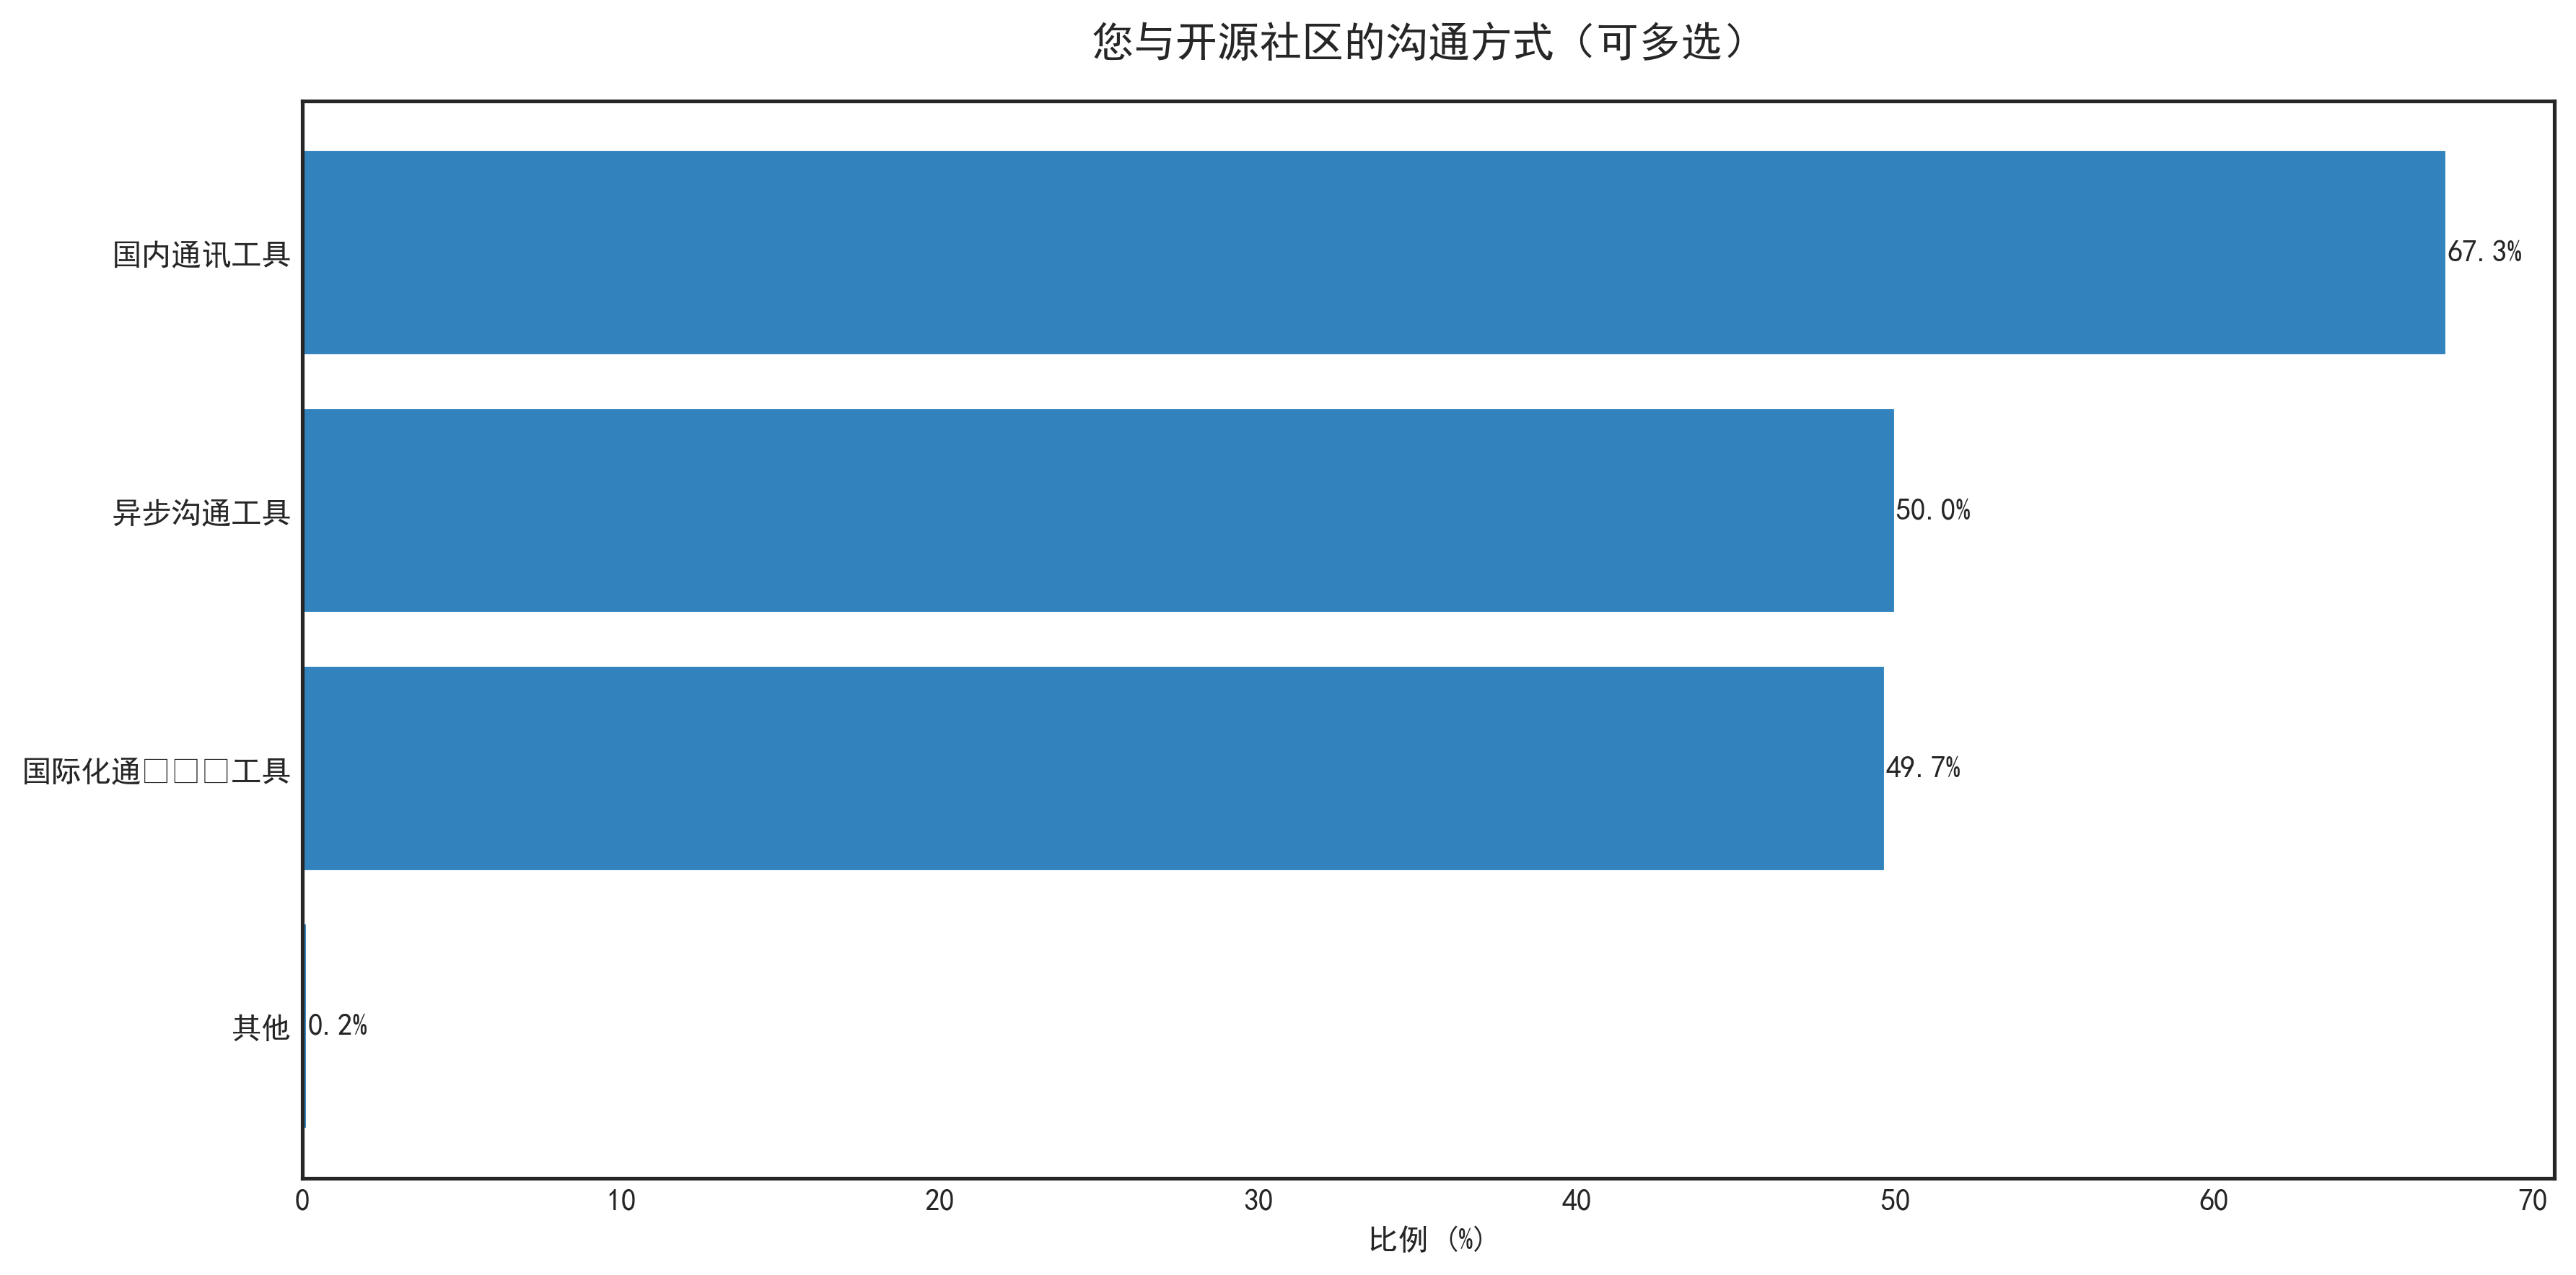 您与开源社区的沟通方式（可多选）
国内通讯工具
67.3%
异步沟通工具
50.0%
国际化通□□□工具
49.7%
其他
0.2%
0 10 20 30 40 50 60 70
比例 (%)